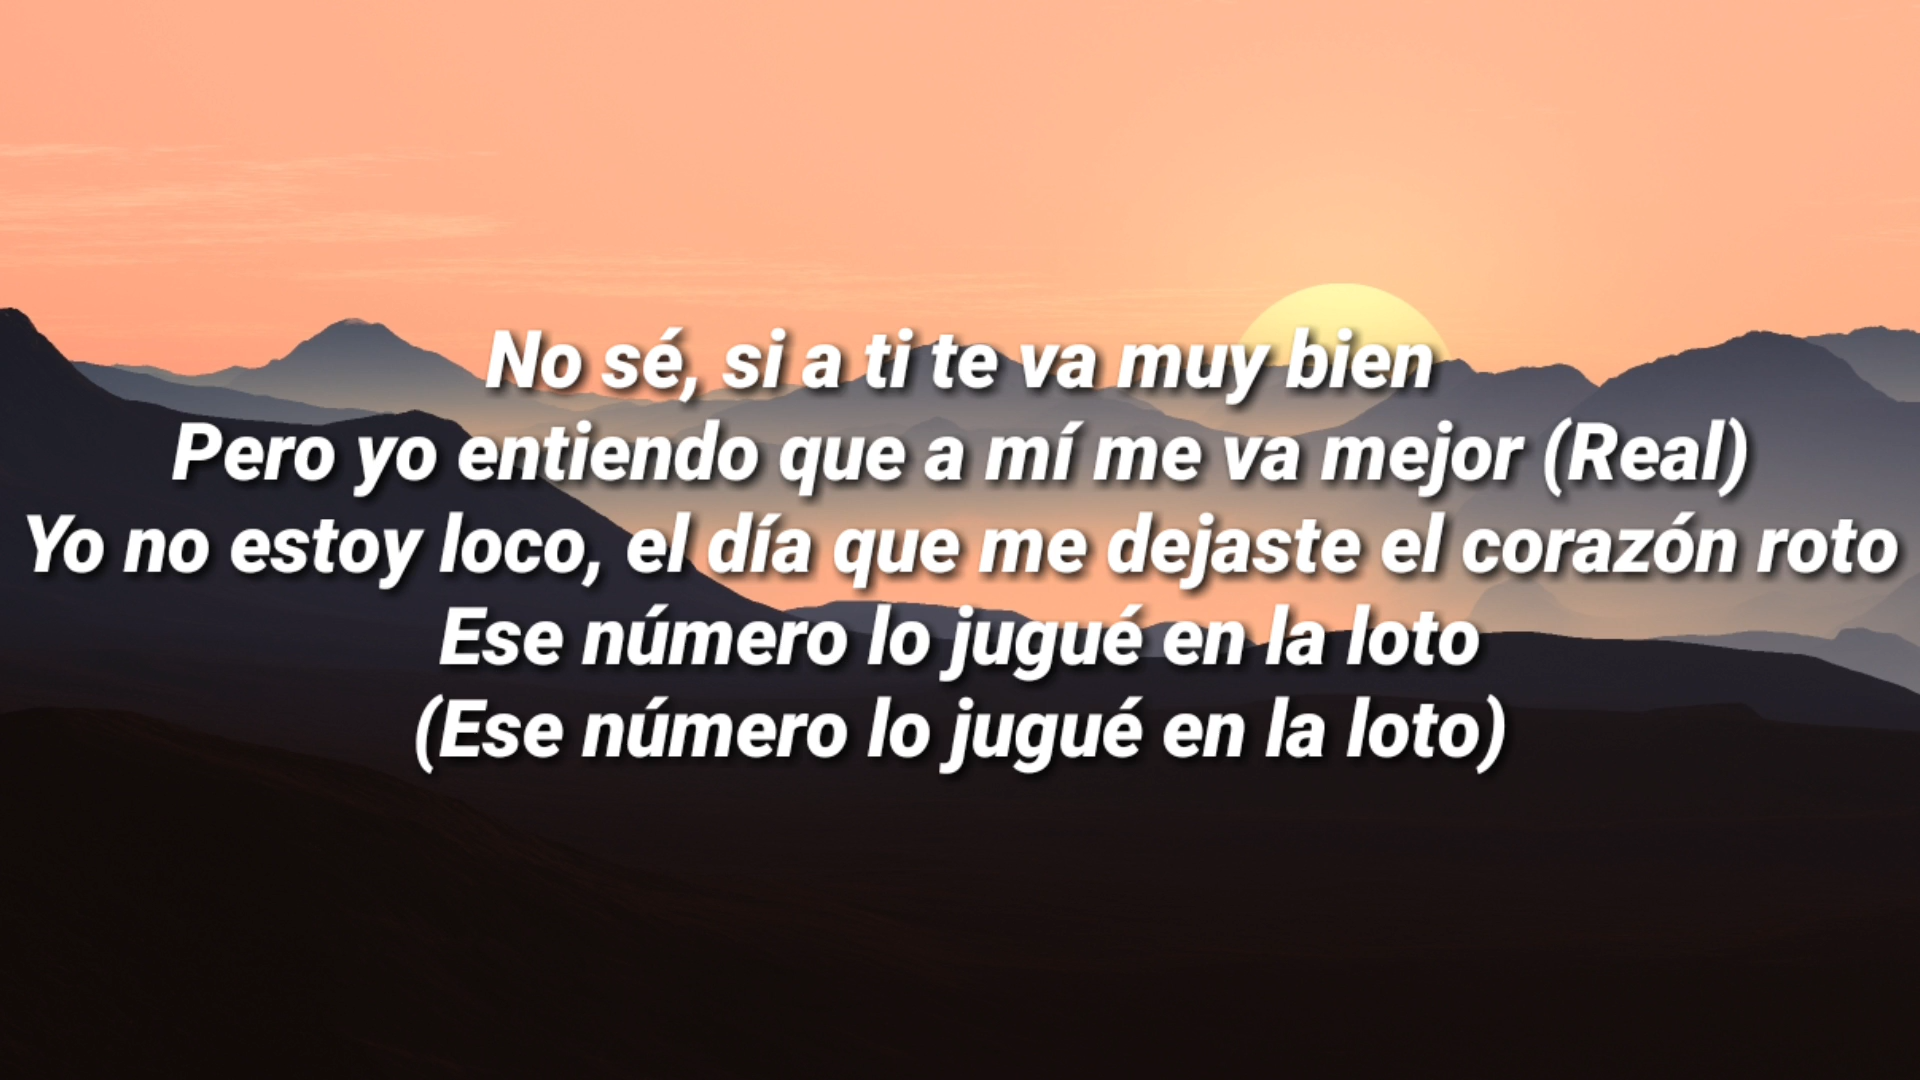 No sé, si a ti te va muy bien
Pero yo entiendo que a mí me va mejor (Real)
Yo no estoy loco, el día que me dejaste el corazón roto
Ese número lo jugué en la loto
(Ese número lo jugué en la loto)